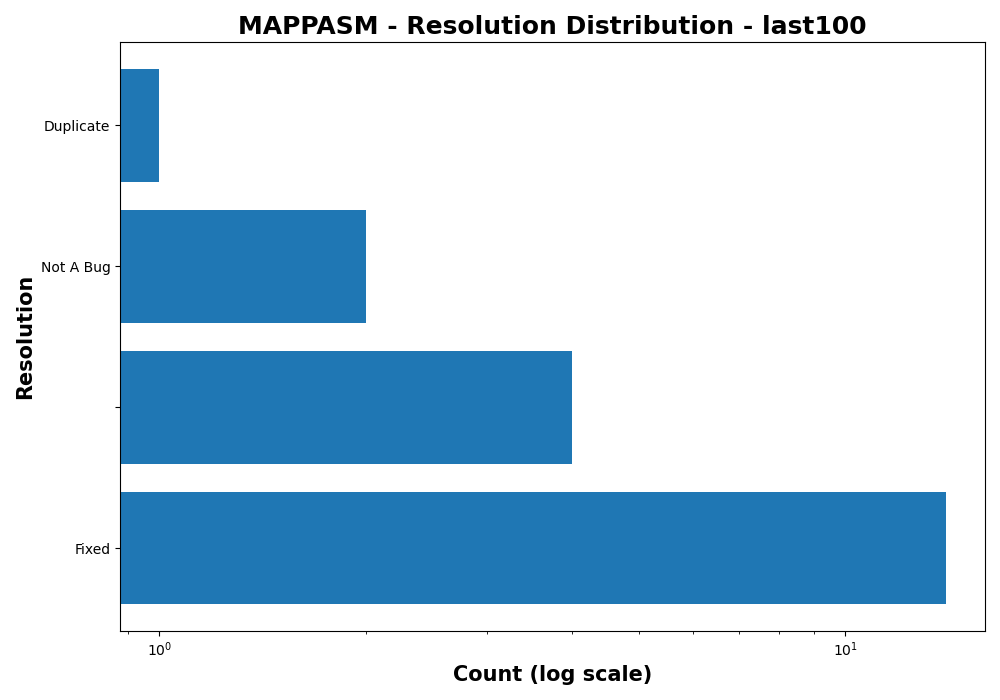 MAPPASM - Resolution Distribution - last100
Duplicate
Not A Bug
Fixed
Resolution
10⁰
10¹
Count (log scale)